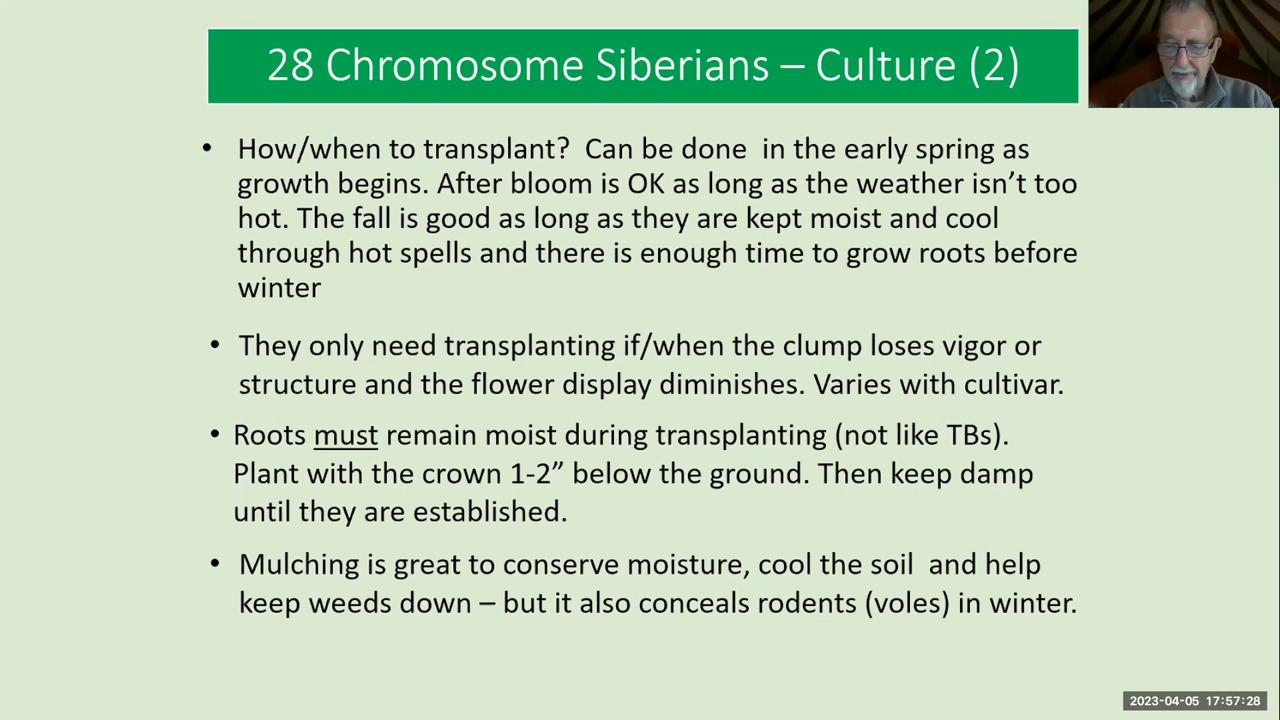 28 Chromosome Siberians – Culture (2)
• How/when to transplant?  Can be done  in the early spring as
growth begins. After bloom is OK as long as the weather isn’t too
hot. The fall is good as long as they are kept moist and cool
through hot spells and there is enough time to grow roots before
winter
• They only need transplanting if/when the clump loses vigor or
structure and the flower display diminishes. Varies with cultivar.
• Roots must remain moist during transplanting (not like TBs).
Plant with the crown 1-2” below the ground. Then keep damp
until they are established.
• Mulching is great to conserve moisture, cool the soil  and help
keep weeds down – but it also conceals rodents (voles) in winter.
2023-04-05 17:57:28